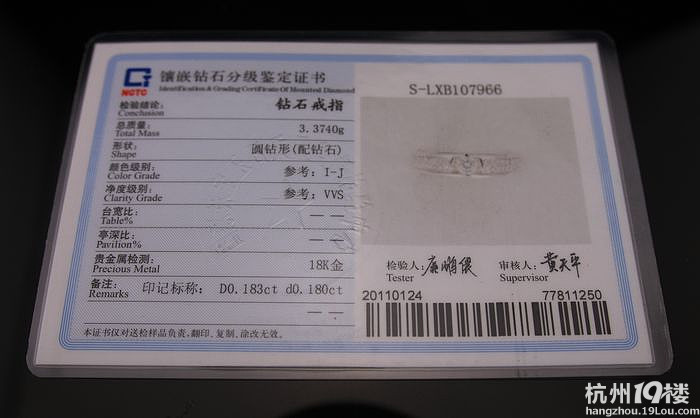 NGTC
镶嵌钻石分级鉴定证书
Identification & Grading Certificate Of Mounted Diamond
检验结论:
Conclusion
钻石戒指
总质量:
Total Mass
3.3740g
形状:
Shape
圆钻形(配钻石)
颜色级别:
Color Grade
参考: I-J
净度级别:
Clarity Grade
参考: VVS
台宽比:
Table%
— —
亭深比:
Pavilion%
— —
贵金属检测:
Precious Metal
18K金
备注:
Remarks
印记标称: D0.183ct d0.180ct
— —
本证书仅对送检样品负责,翻印、复制、涂改无效。
S-LXB107966
检验人:
Tester
审核人:
Supervisor
黄天平
20110124
77811250
杭州19楼
hangzhou.19Lou.com